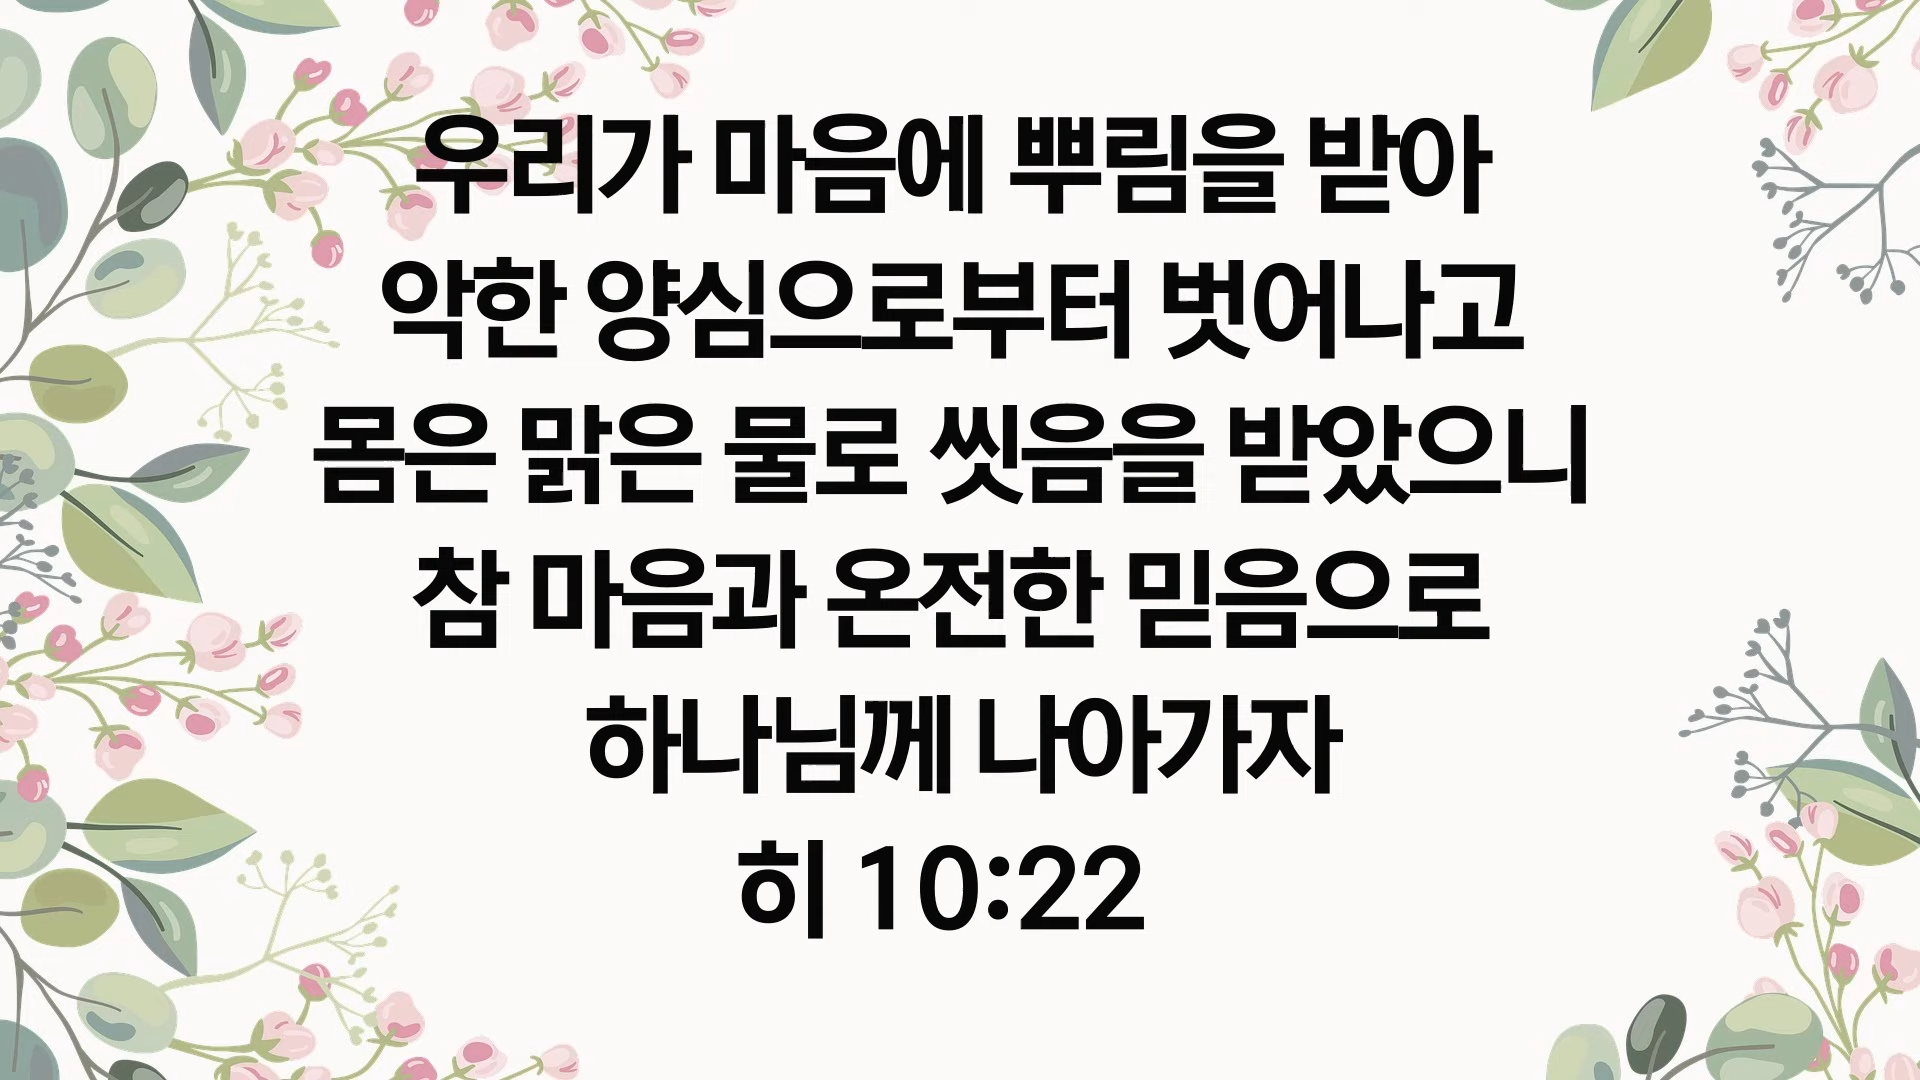 우리가 마음에 뿌림을 받아
악한 양심으로부터 벗어나고
몸은 맑은 물로 씻음을 받았으니
참 마음과 온전한 믿음으로
하나님께 나아가자
히 10:22